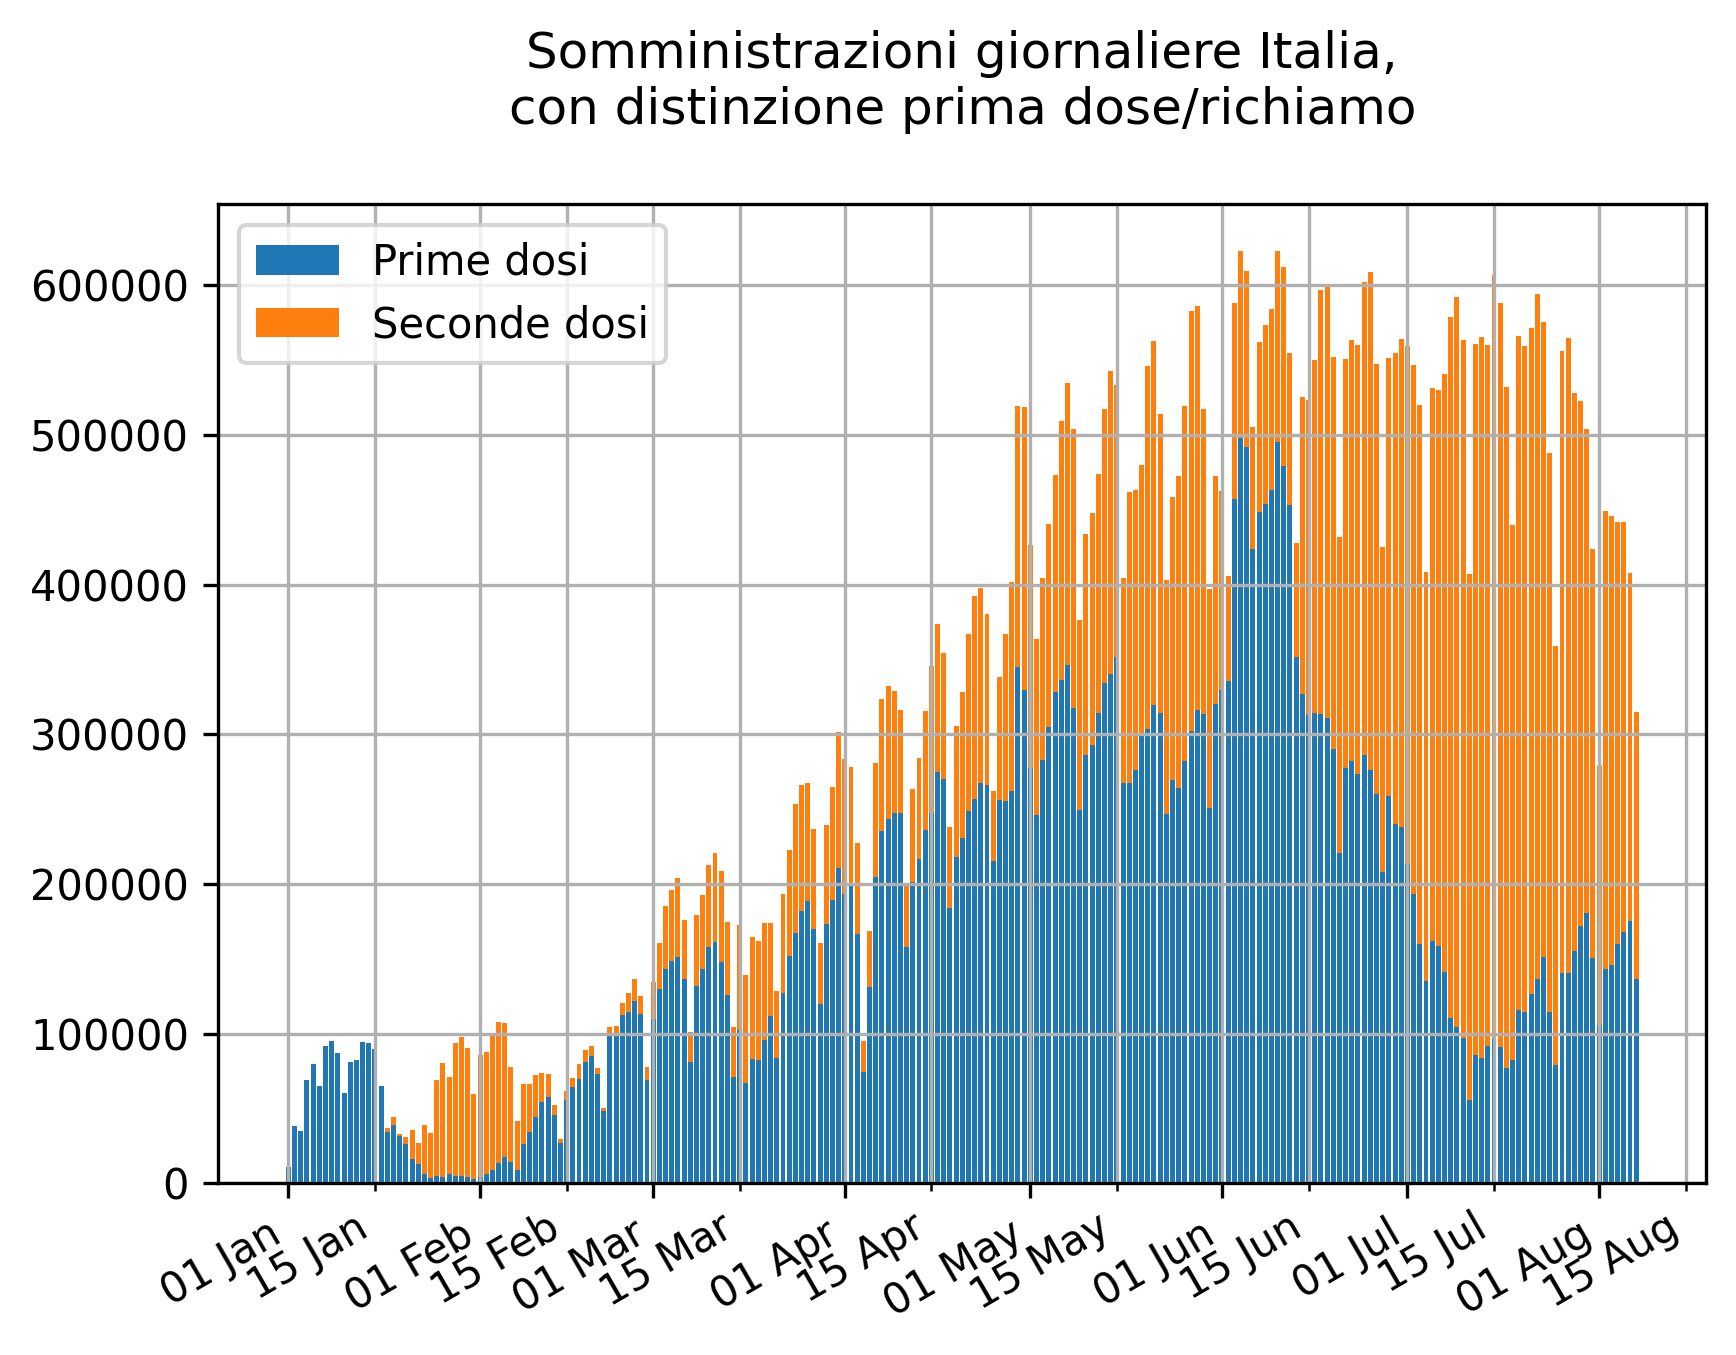 Somministrazioni giornaliere Italia,
con distinzione prima dose/richiamo
Prime dosi
Seconde dosi
600000
500000
400000
300000
200000
100000
0
01 Jan
15 Jan
01 Feb
15 Feb
01 Mar
15 Mar
01 Apr
15 Apr
01 May
15 May
01 Jun
15 Jun
01 Jul
15 Jul
01 Aug
15 Aug